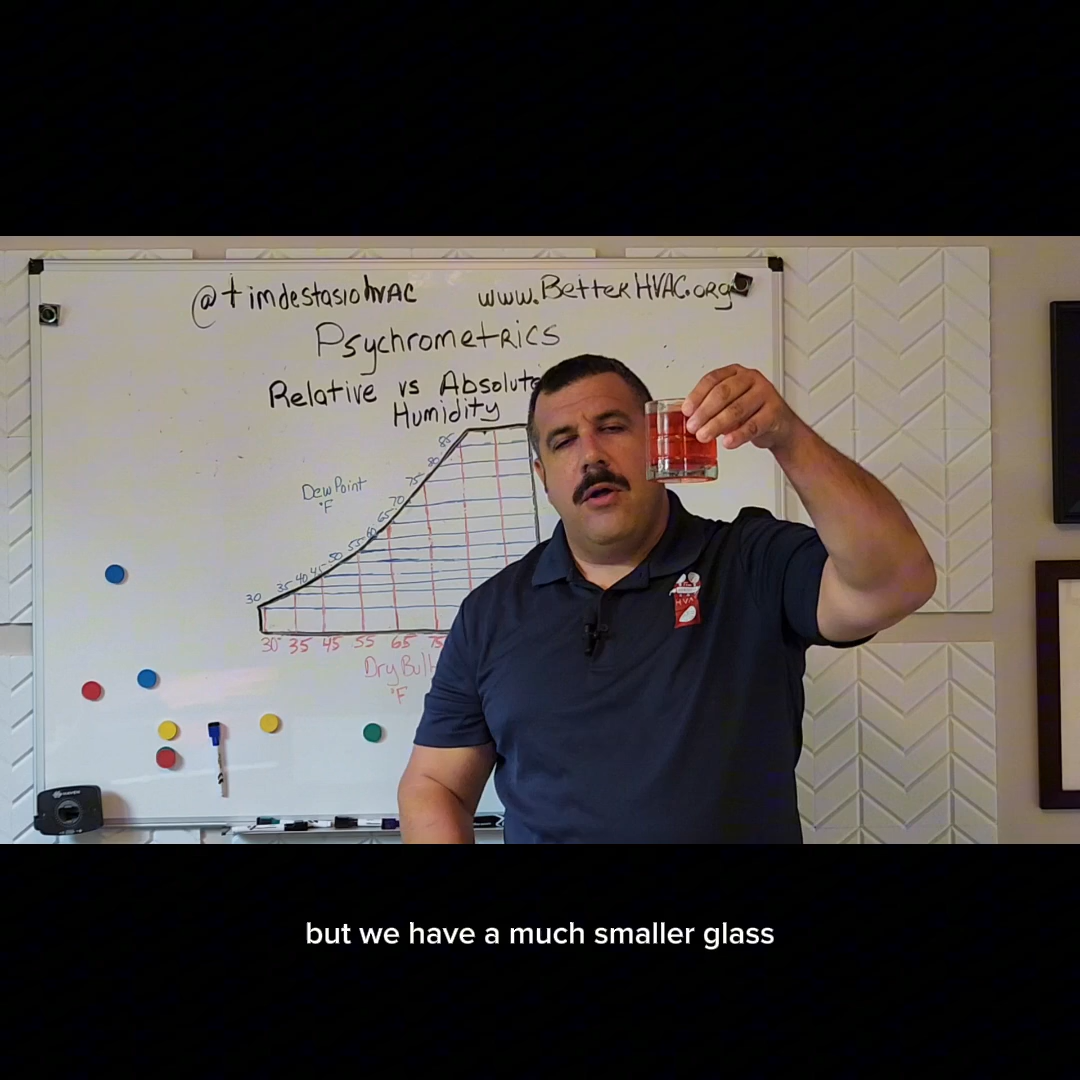 @timdestasiohvac
www.BetterHVAC.org
Psychrometrics
Relative vs Absolute
Humidity
Dew Point
°F
85
80
75
70
65
60
55
50
45
40
35
30
30 35 45 55 65 75
Dry Bulb
°F
HVAC
but we have a much smaller glass